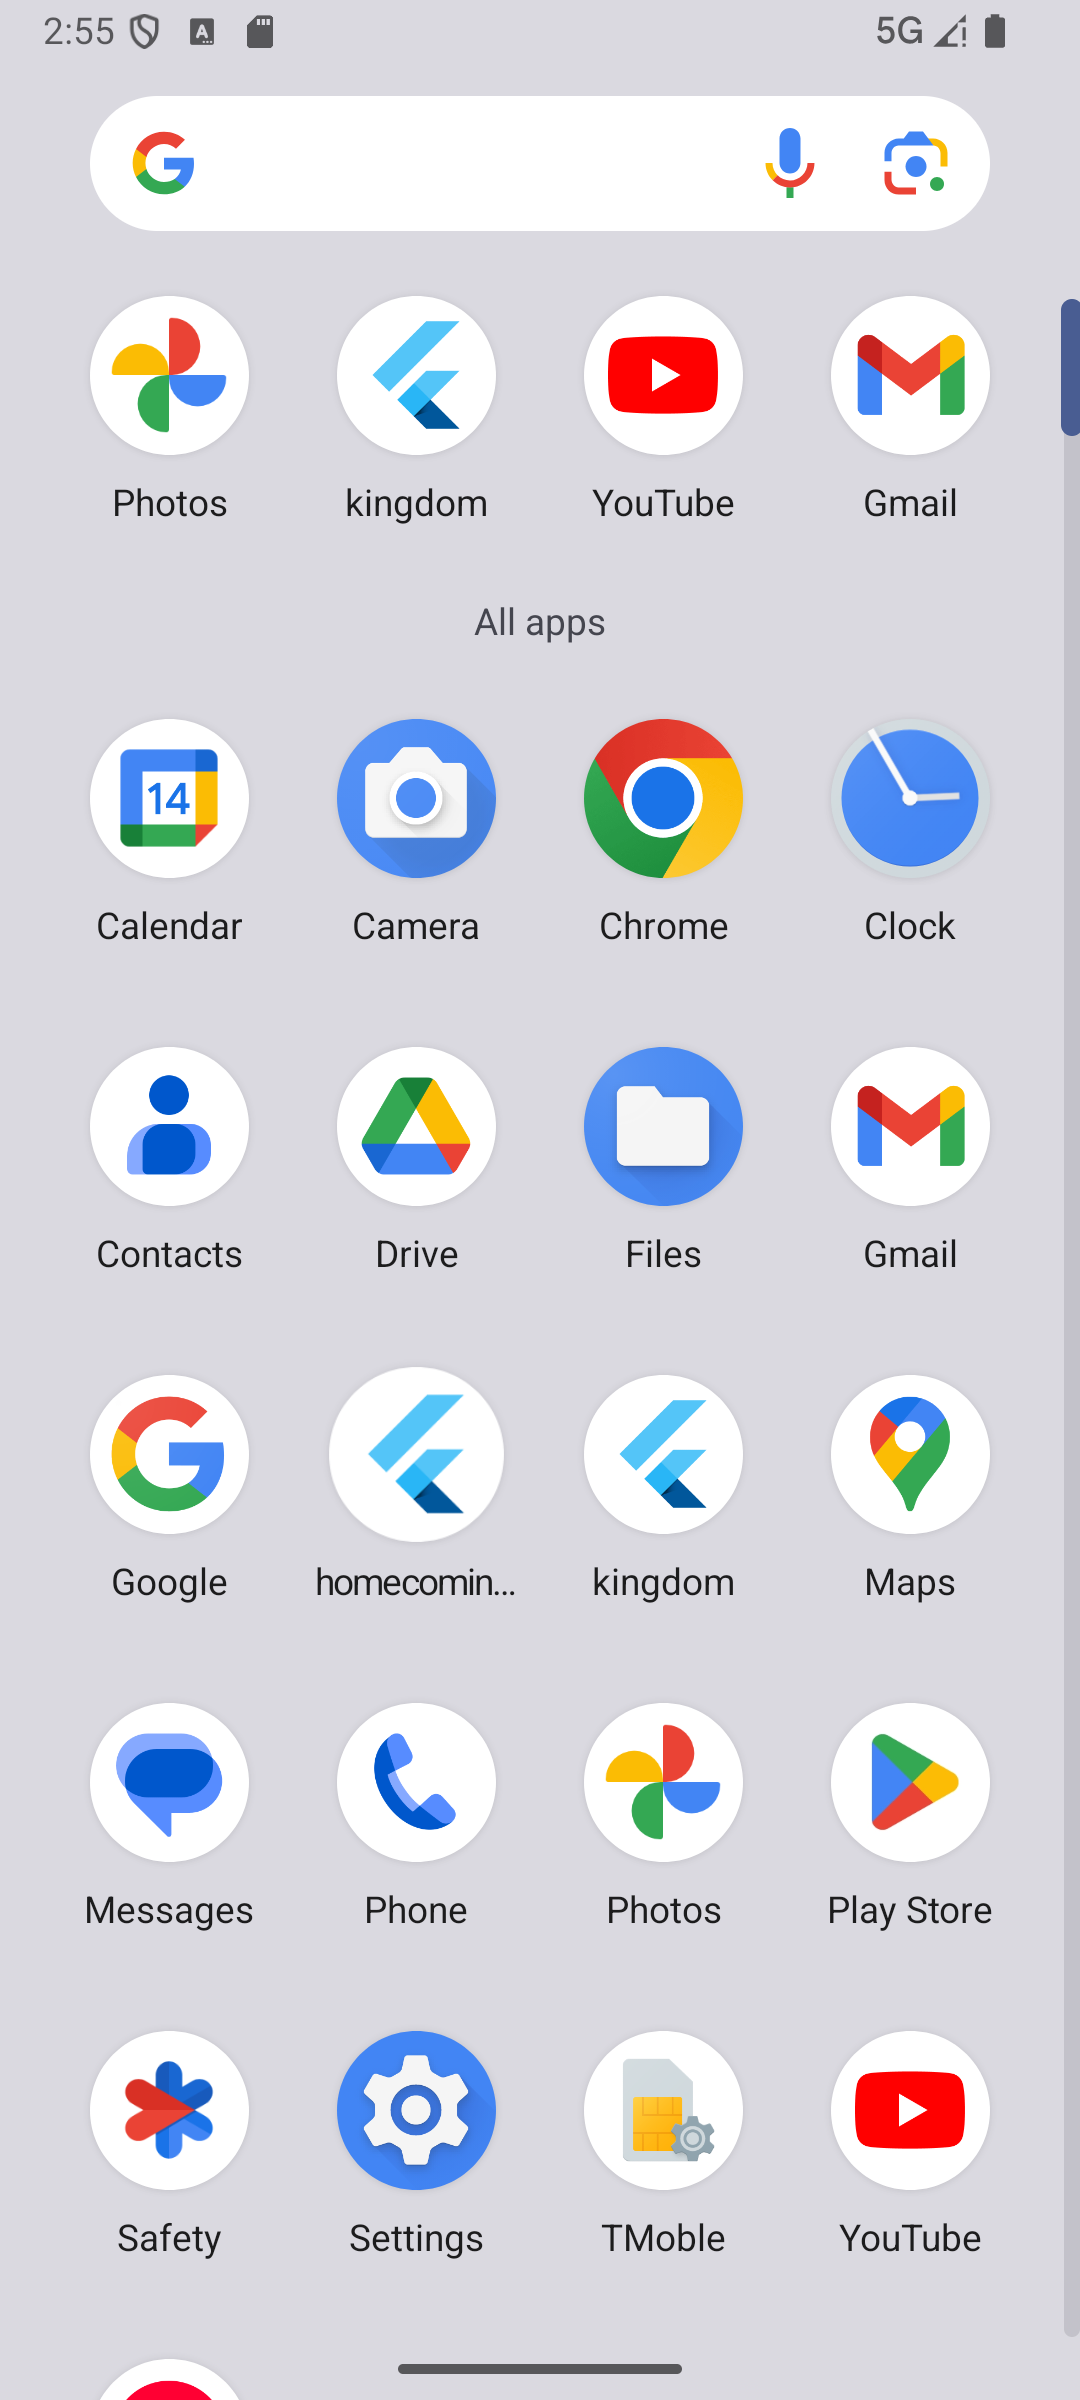 2:55
5G
Photos kingdom YouTube Gmail
All apps
14
Calendar Camera Chrome Clock
Contacts Drive Files Gmail
Google homecomin... kingdom Maps
Messages Phone Photos Play Store
Safety Settings TMoble YouTube